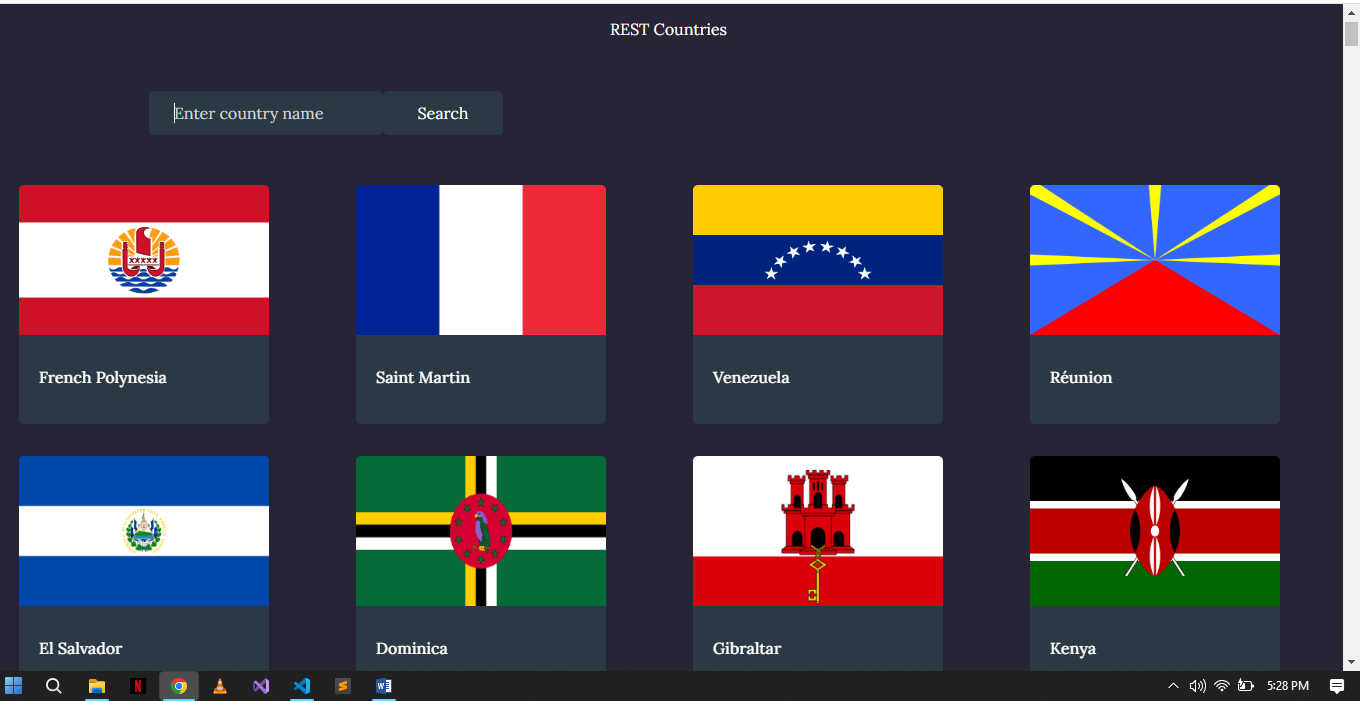 REST Countries
Enter country name Search
French Polynesia Saint Martin Venezuela Réunion
El Salvador Dominica Gibraltar Kenya
5:28 PM